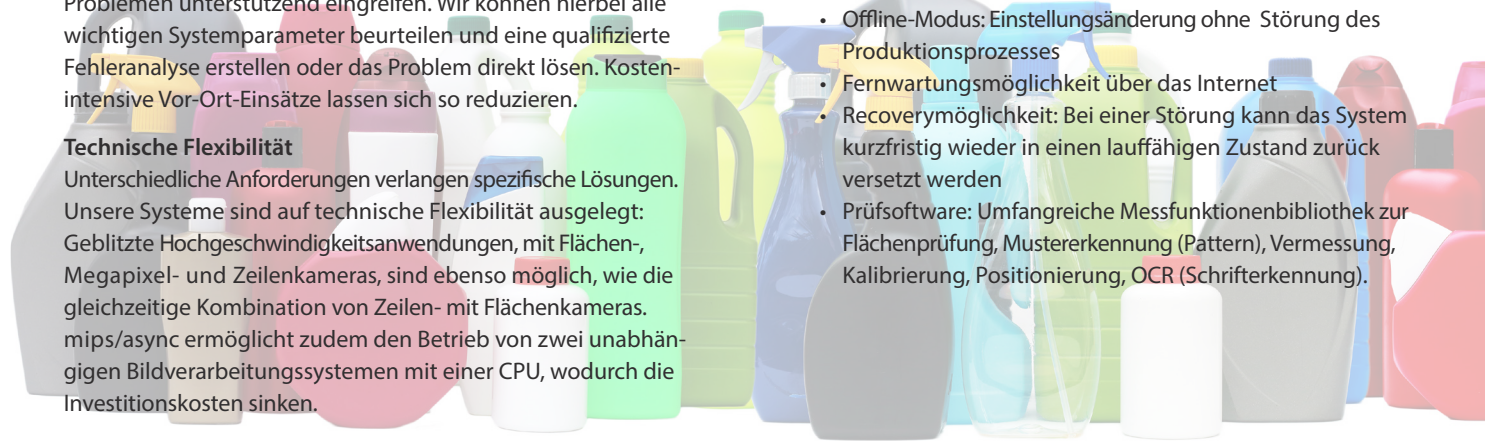 Problemen unterstützend eingreifen. Wir können hierbei alle
wichtigen Systemparameter beurteilen und eine qualifizierte
Fehleranalyse erstellen oder das Problem direkt lösen. Kosten-
intensive Vor-Ort-Einsätze lassen sich so reduzieren.
Technische Flexibilität
Unterschiedliche Anforderungen verlangen spezifische Lösungen.
Unsere Systeme sind auf technische Flexibilität ausgelegt:
Geblitzte Hochgeschwindigkeitsanwendungen, mit Flächen-,
Megapixel- und Zeilenkameras, sind ebenso möglich, wie die
gleichzeitige Kombination von Zeilen- mit Flächenkameras.
mips/async ermöglicht zudem den Betrieb von zwei unabhän-
gigen Bildverarbeitungssystemen mit einer CPU, wodurch die
Investitionskosten sinken.
• Offline-Modus: Einstellungsänderung ohne Störung des
Produktionsprozesses
• Fernwartungsmöglichkeit über das Internet
• Recoverymöglichkeit: Bei einer Störung kann das System
kurzfristig wieder in einen lauffähigen Zustand zurück
versetzt werden
• Prüfsoftware: Umfangreiche Messfunktionenbibliothek zur
Flächenprüfung, Mustererkennung (Pattern), Vermessung,
Kalibrierung, Positionierung, OCR (Schrifterkennung).